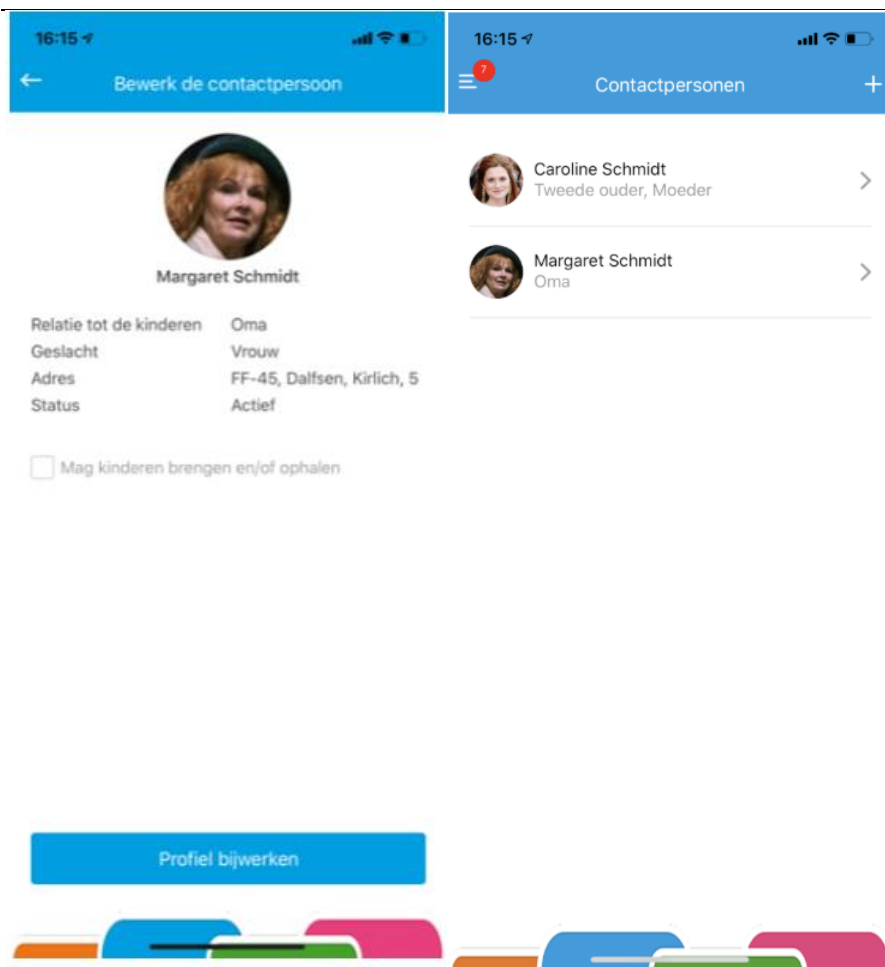 16:15
Bewerk de contactpersoon
Margaret Schmidt
Relatie tot de kinderen Oma
Geslacht Vrouw
Adres FF-45, Dalfsen, Kirlich, 5
Status Actief
Mag kinderen brengen en/of ophalen
Profiel bijwerken
16:15
7
Contactpersonen
Caroline Schmidt
Tweede ouder, Moeder
Margaret Schmidt
Oma